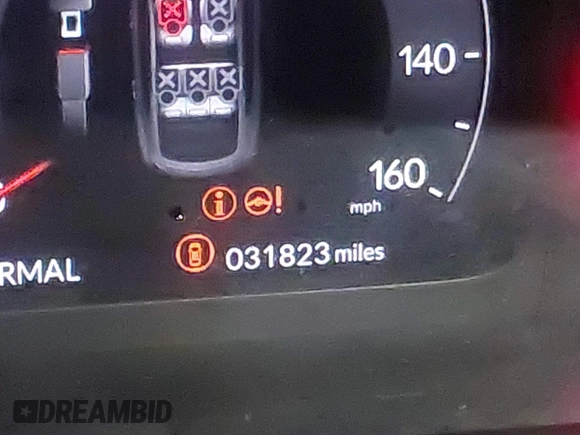 140
160
mph
i !
031823 miles
RMAL
DREAMBID